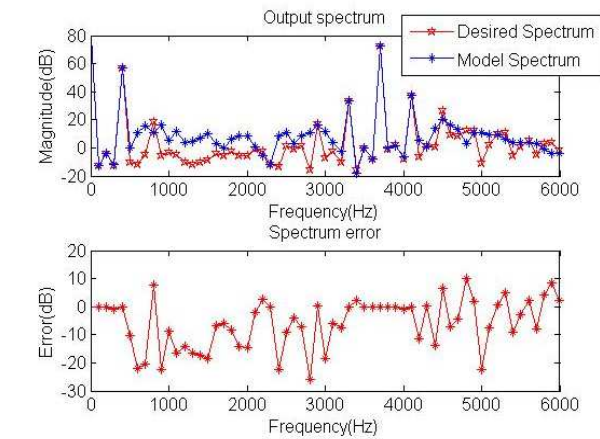 Output spectrum
Desired Spectrum
Model Spectrum
Magnitude(dB)
80
60
40
20
0
-20
0 1000 2000 3000 4000 5000 6000
Frequency(Hz)
Spectrum error
Error(dB)
20
10
0
-10
-20
-30
0 1000 2000 3000 4000 5000 6000
Frequency(Hz)